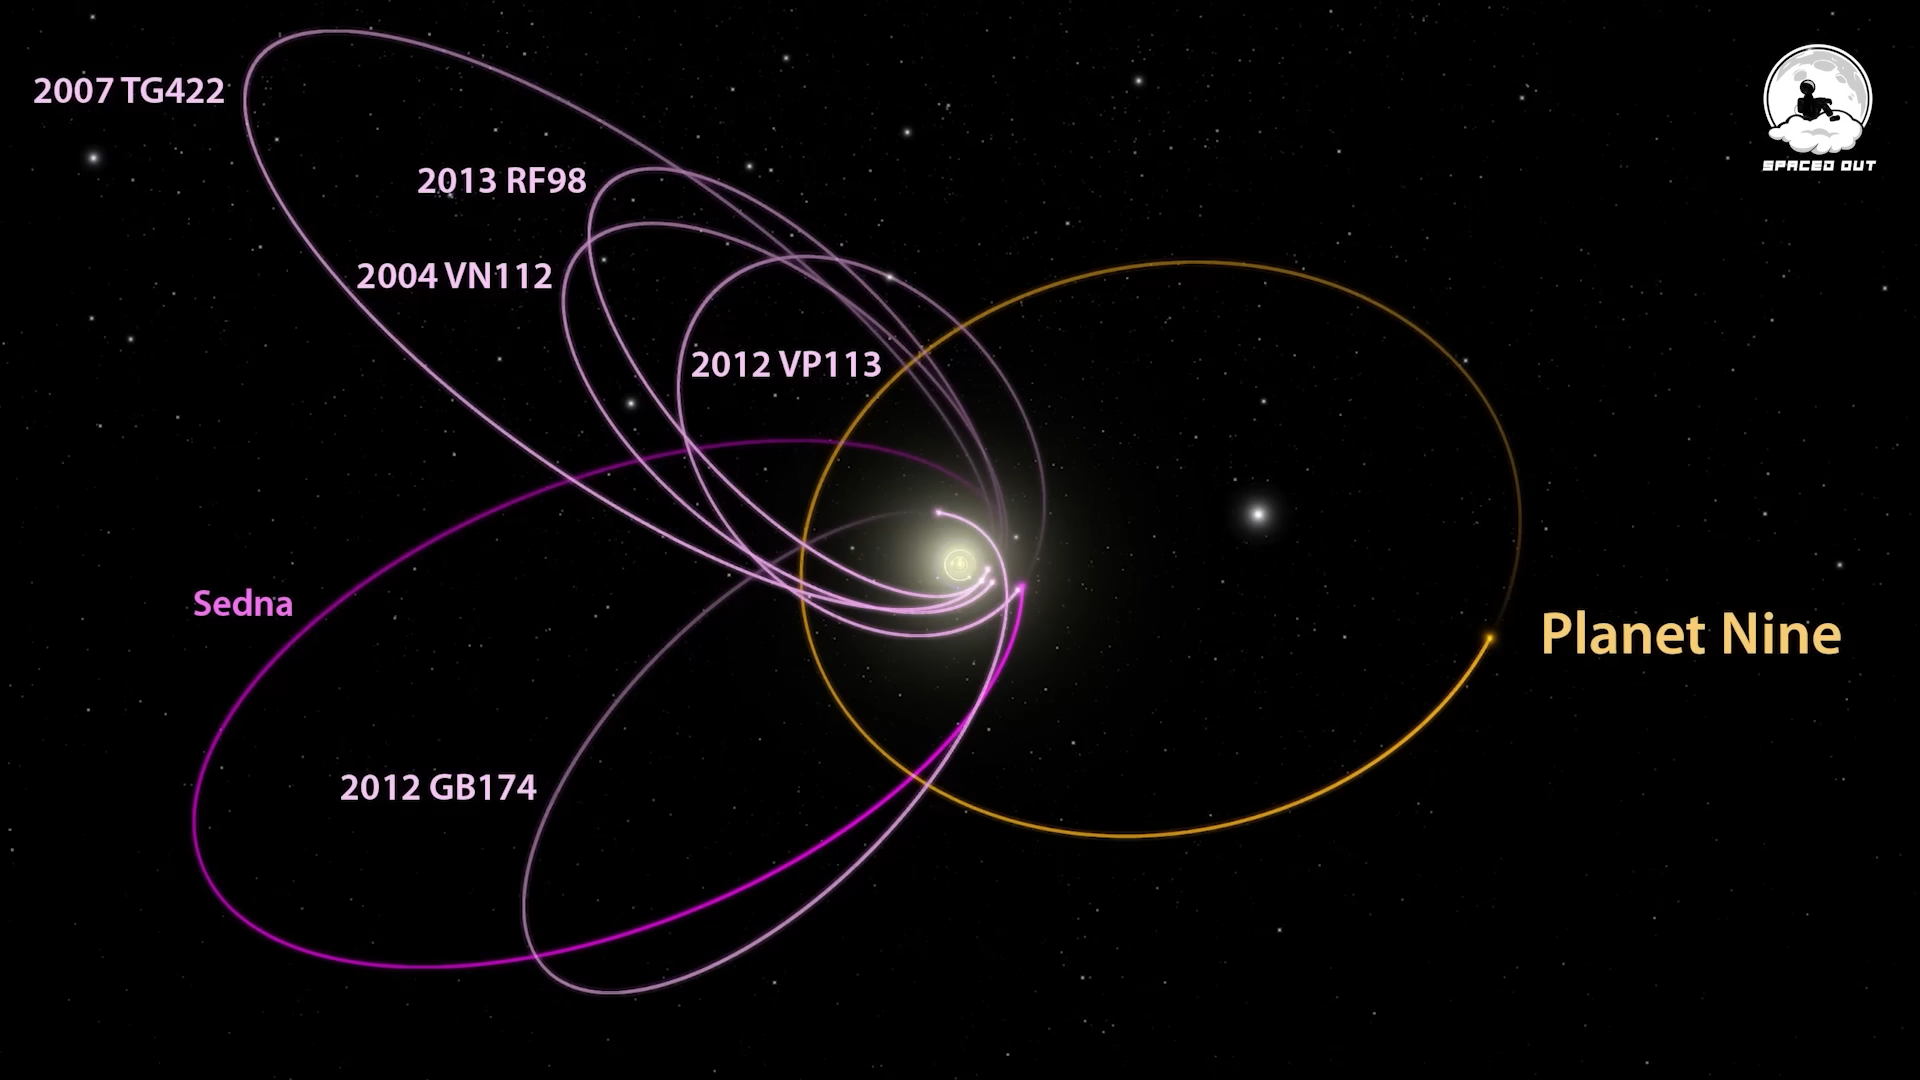 2007 TG422
SPACED OUT
2013 RF98
2004 VN112
2012 VP113
Sedna
Planet Nine
2012 GB174